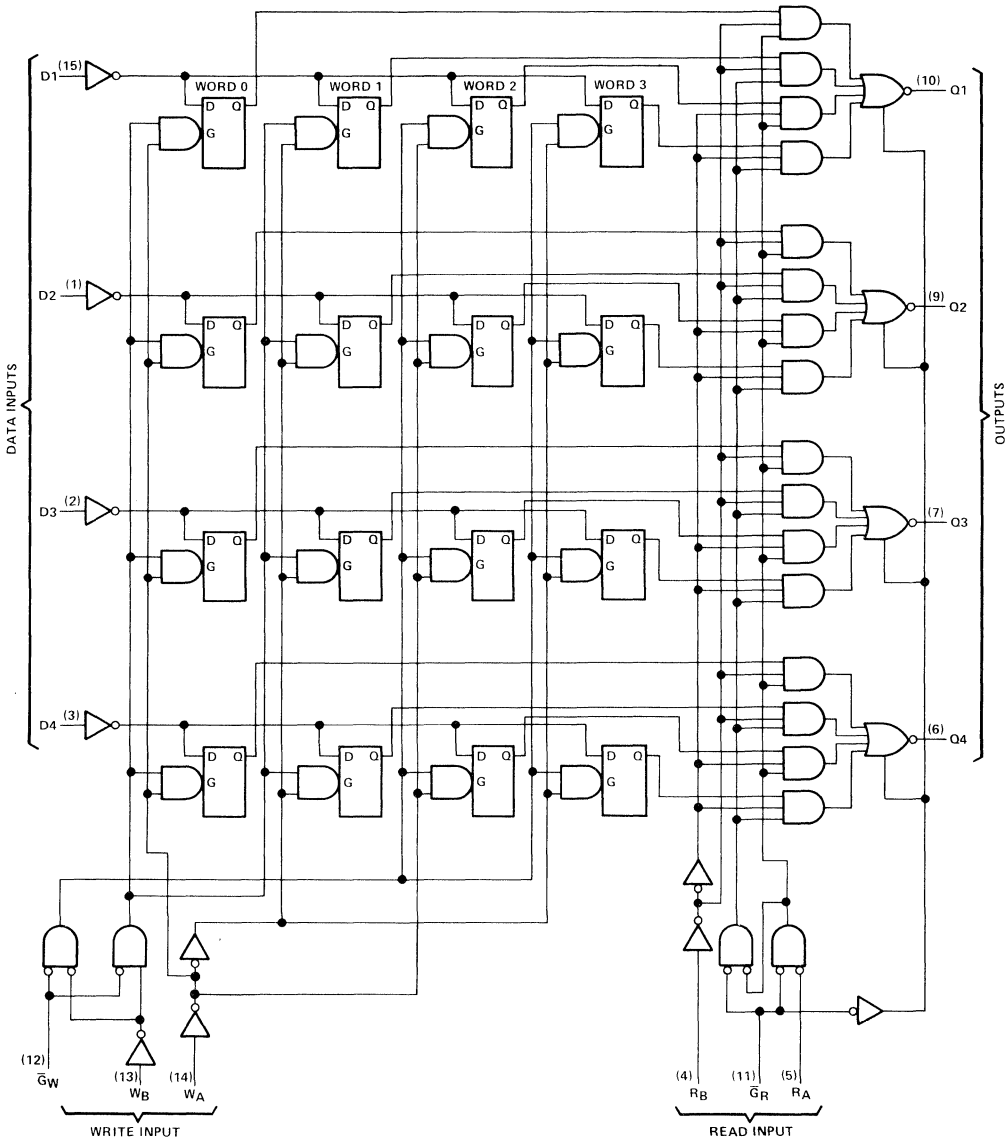 (10)
Q1
D1 (15)
WORD 0 WORD 1 WORD 2 WORD 3
D Q D Q D Q D Q
G G G G
DATA INPUTS
OUTPUTS
D2 (1)
(9)
Q2
D Q D Q D Q D Q
G G G G
D3 (2)
(7)
Q3
D Q D Q D Q D Q
G G G G
D4 (3)
(6)
Q4
D Q D Q D Q D Q
G G G G
(12) (13) (14) (4) (11) (5)
G̅W WB WA RB G̅R RA
WRITE INPUT READ INPUT